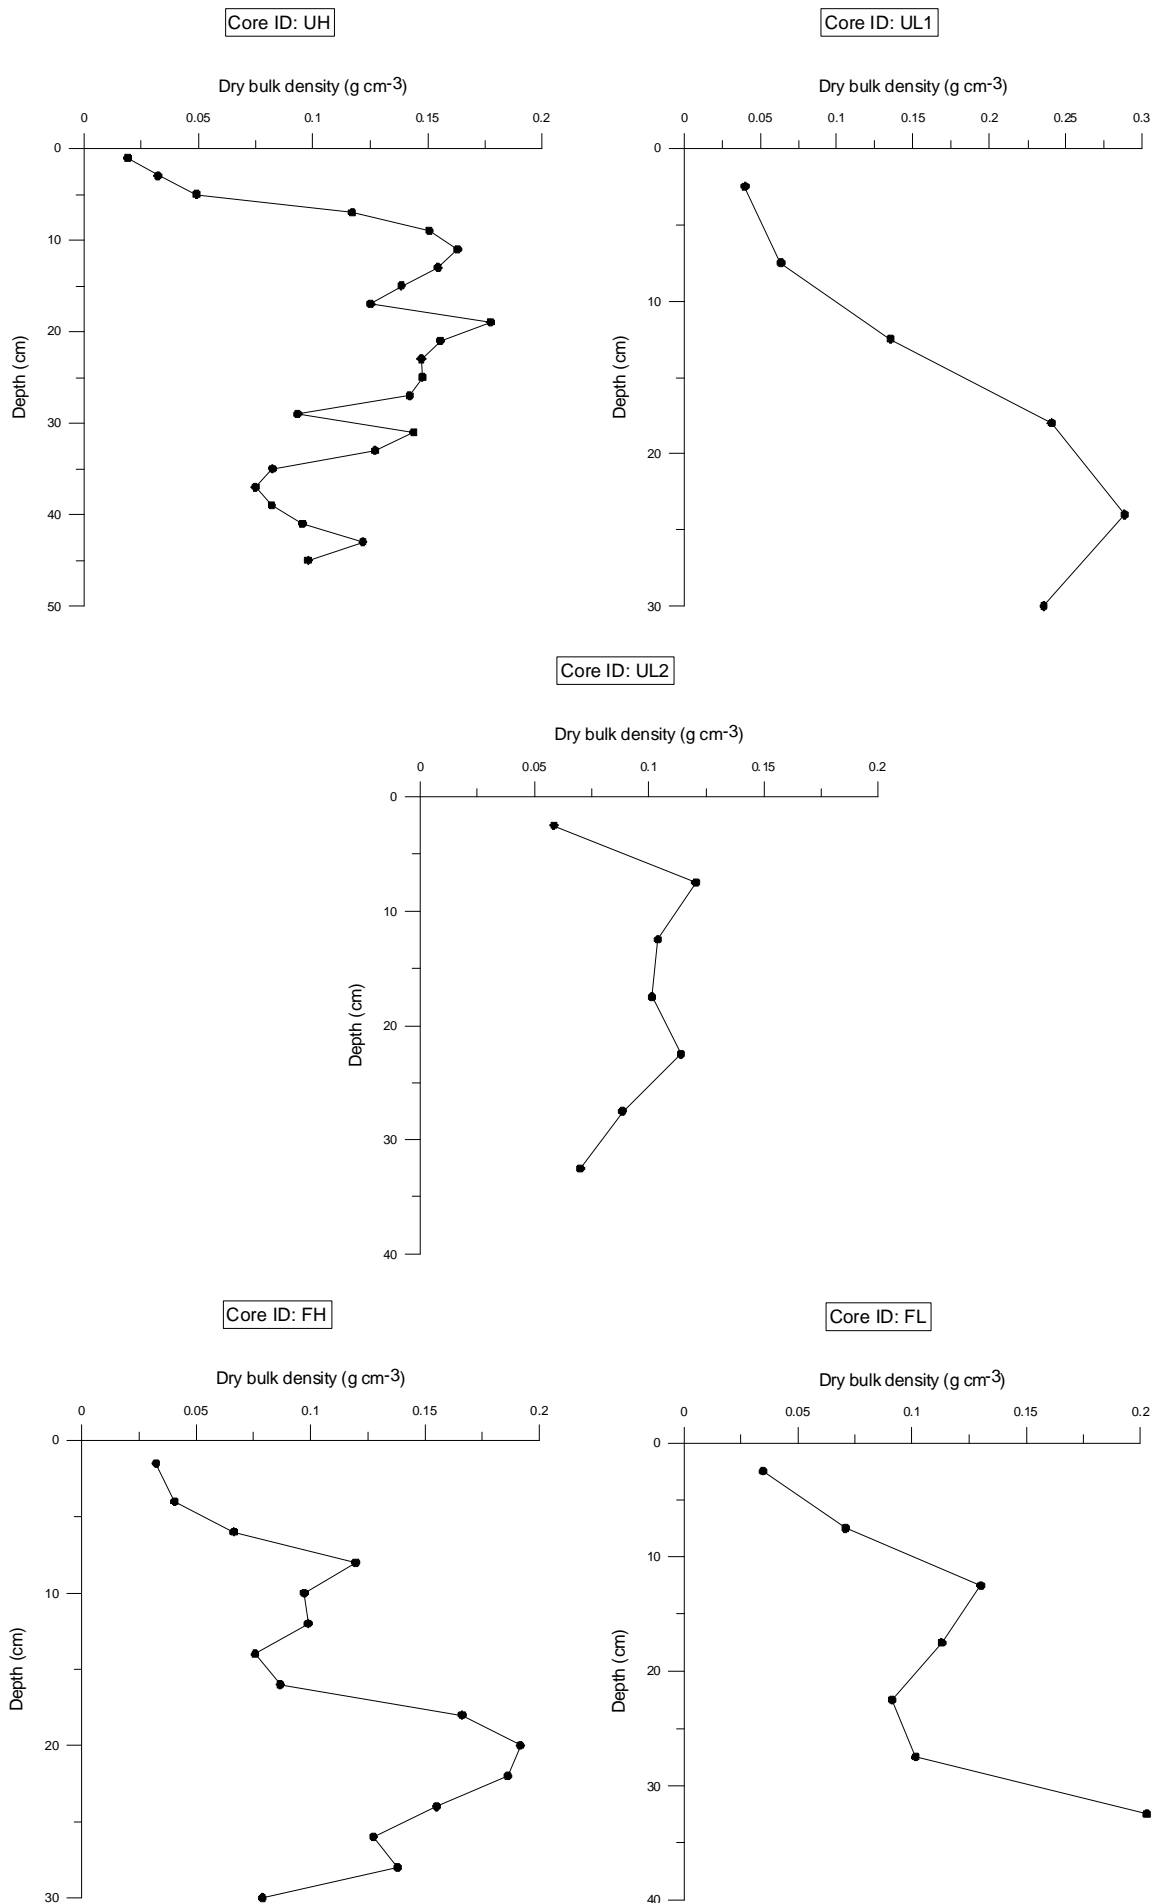 Core ID: UH
Dry bulk density (g cm-3)
0 0.05 0.1 0.15 0.2
0
10
20
30
40
50
Depth (cm)
Core ID: UL1
Dry bulk density (g cm-3)
0 0.05 0.1 0.15 0.2 0.25 0.3
0
10
20
30
Depth (cm)
Core ID: UL2
Dry bulk density (g cm-3)
0 0.05 0.1 0.15 0.2
0
10
20
30
40
Depth (cm)
Core ID: FH
Dry bulk density (g cm-3)
0 0.05 0.1 0.15 0.2
0
10
20
30
Depth (cm)
Core ID: FL
Dry bulk density (g cm-3)
0 0.05 0.1 0.15 0.2
0
10
20
30
40
Depth (cm)